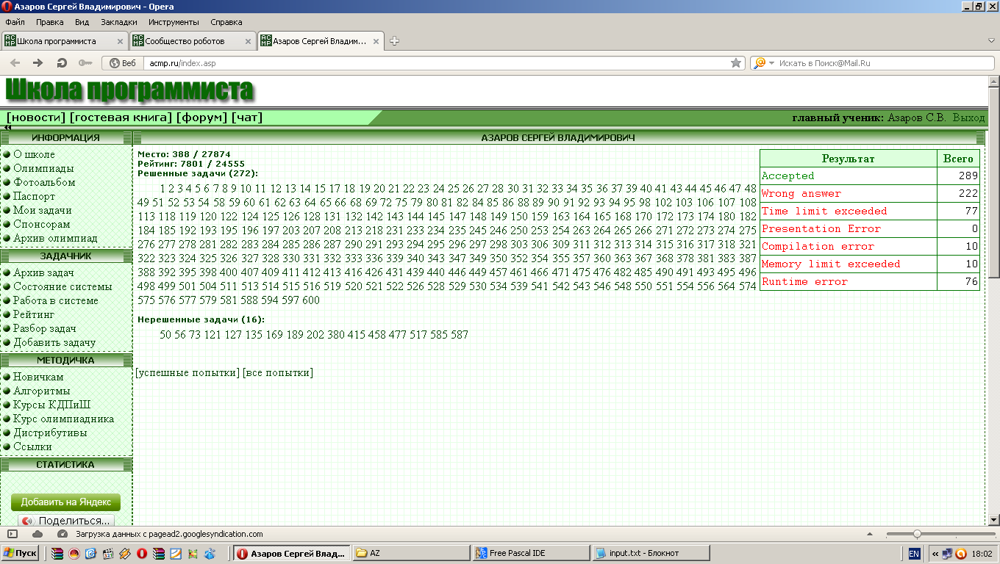 Азаров Сергей Владимирович - Opera
Файл Правка Вид Закладки Инструменты Справка
Школа программиста Сообщество роботов Азаров Сергей Владим...
Веб acmp.ru/index.asp Искать в Поиск@Mail.Ru
Школа программиста
[новости] [гостевая книга] [форум] [чат] главный ученик: Азаров С.В. Выход
ИНФОРМАЦИЯ
О школе
Олимпиады
Фотоальбом
Паспорт
Мои задачи
Спонсорам
Архив олимпиад
ЗАДАЧНИК
Архив задач
Состояние системы
Работа в системе
Рейтинг
Разбор задач
Добавить задачу
МЕТОДИЧКА
Новичкам
Алгоритмы
Курсы КДПиШ
Курс олимпиадника
Дистрибутивы
Ссылки
СТАТИСТИКА
Добавить на Яндекс
Поделиться...
АЗАРОВ СЕРГЕЙ ВЛАДИМИРОВИЧ
Место: 388 / 27874
Рейтинг: 7801 / 24555
Решенные задачи (272):
1 2 3 4 5 6 7 8 9 10 11 12 13 14 15 17 18 19 20 21 22 23 24 25 26 27 28 30 31 32 33 34 35 36 37 39 40 41 43 44 45 46 47 48
49 51 52 53 54 58 59 60 61 62 63 64 65 66 68 69 72 75 79 80 81 82 84 85 86 88 89 90 91 92 93 94 95 98 102 103 106 107 108
113 118 119 120 122 124 125 126 128 131 132 142 143 144 145 147 148 149 150 159 163 164 168 170 172 173 174 180 182
184 185 192 193 195 196 197 203 207 208 213 218 231 233 234 235 245 246 250 253 254 263 264 265 266 271 272 273 274 275
276 277 278 281 282 283 284 285 286 287 290 291 293 294 295 296 297 298 303 306 309 311 312 313 314 315 316 317 318 321
322 323 324 325 326 327 328 330 331 332 333 336 339 340 343 347 349 350 352 354 355 357 360 363 367 368 378 381 383 387
388 392 395 398 400 407 409 411 412 413 416 426 431 439 440 446 449 457 461 466 471 475 476 482 485 490 491 493 495 496
498 499 501 504 511 513 514 515 516 519 520 521 522 526 528 529 530 534 539 541 542 543 546 548 550 551 554 556 564 574
575 576 577 579 581 588 594 597 600
Нерешенные задачи (16):
50 56 73 121 127 135 169 189 202 380 415 458 477 517 585 587
[успешные попытки] [все попытки]
Результат Всего
Accepted 289
Wrong answer 222
Time limit exceeded 77
Presentation Error 0
Compilation error 10
Memory limit exceeded 10
Runtime error 76
Загрузка данных с pagead2.googlesyndication.com
Пуск Азаров Сергей Влад... AZ Free Pascal IDE input.txt - Блокнот EN 18:02